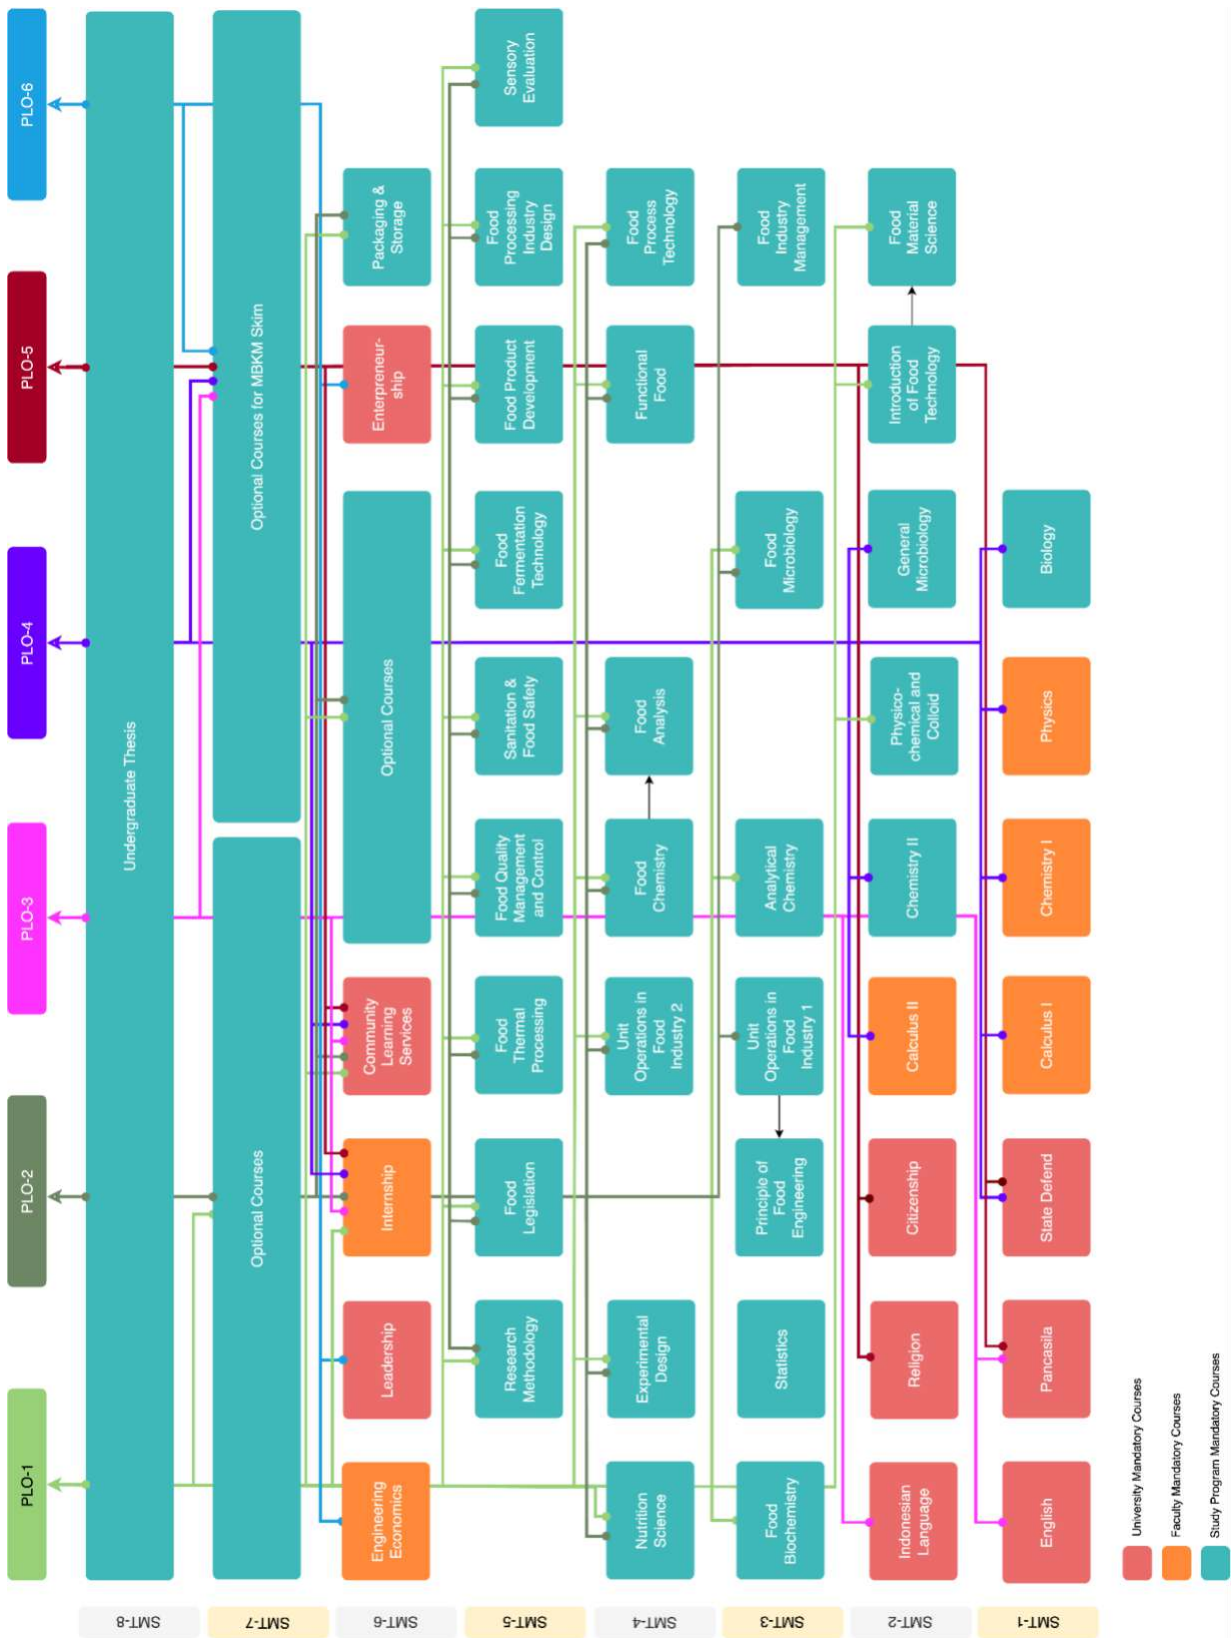 PLO-1
PLO-2
PLO-3
PLO-4
PLO-5
PLO-6
SMT-8
Undergraduate Thesis
SMT-7
Optional Courses
Optional Courses for MBKM Skim
SMT-6
Engineering
Economics
Leadership
Internship
Community
Learning
Services
Optional Courses
Enterpreneur-
ship
Packaging &
Storage
SMT-5
Research
Methodology
Food
Legislation
Food
Thermal
Processing
Food Quality
Management
and Control
Sanitation &
Food Safety
Food
Fermentation
Technology
Food Product
Development
Food
Processing
Industry
Design
Sensory
Evaluation
SMT-4
Nutrition
Science
Experimental
Design
Unit
Operations in
Food
Industry 2
Food
Chemistry
Food
Analysis
Functional
Food
Food
Process
Technology
SMT-3
Food
Biochemistry
Statistics
Principle of
Food
Engineering
Unit
Operations in
Food
Industry 1
Analytical
Chemistry
Food
Microbiology
Food
Industry
Management
SMT-2
Indonesian
Language
Religion
Citizenship
Calculus II
Chemistry II
Physico-
chemical and
Colloid
General
Microbiology
Introduction
of Food
Technology
Food
Material
Science
SMT-1
English
Pancasila
State Defend
Calculus I
Chemistry I
Physics
Biology
University Mandatory Courses
Faculty Mandatory Courses
Study Program Mandatory Courses